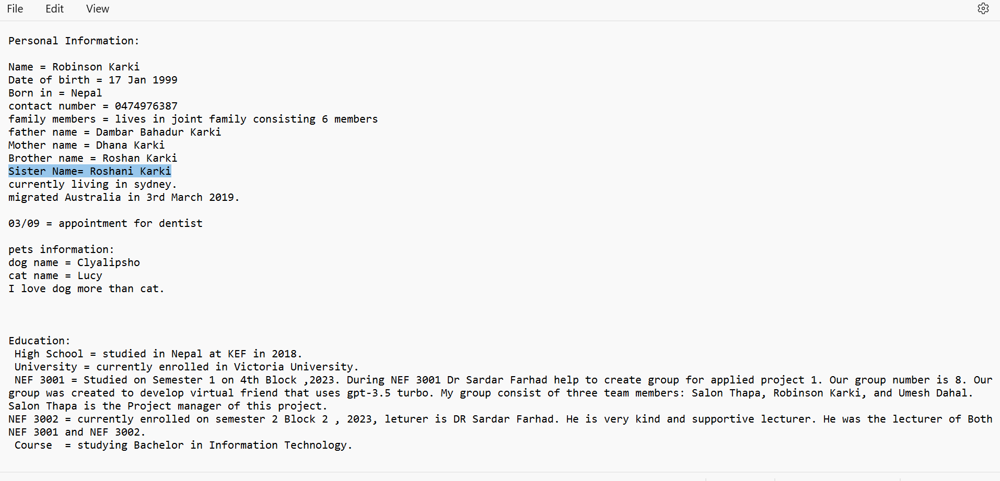 File Edit View
Personal Information:
Name = Robinson Karki
Date of birth = 17 Jan 1999
Born in = Nepal
contact number = 0474976387
family members = lives in joint family consisting 6 members
father name = Dambar Bahadur Karki
Mother name = Dhana Karki
Brother name = Roshan Karki
Sister Name= Roshani Karki
currently living in sydney.
migrated Australia in 3rd March 2019.
03/09 = appointment for dentist
pets information:
dog name = Clyalipsho
cat name = Lucy
I love dog more than cat.
Education:
High School = studied in Nepal at KEF in 2018.
University = currently enrolled in Victoria University.
NEF 3001 = Studied on Semester 1 on 4th Block ,2023. During NEF 3001 Dr Sardar Farhad help to create group for applied project 1. Our group number is 8. Our
group was created to develop virtual friend that uses gpt-3.5 turbo. My group consist of three team members: Salon Thapa, Robinson Karki, and Umesh Dahal.
Salon Thapa is the Project manager of this project.
NEF 3002 = currently enrolled on semester 2 Block 2 , 2023, leturer is DR Sardar Farhad. He is very kind and supportive lecturer. He was the lecturer of Both
NEF 3001 and NEF 3002.
Course  = studying Bachelor in Information Technology.